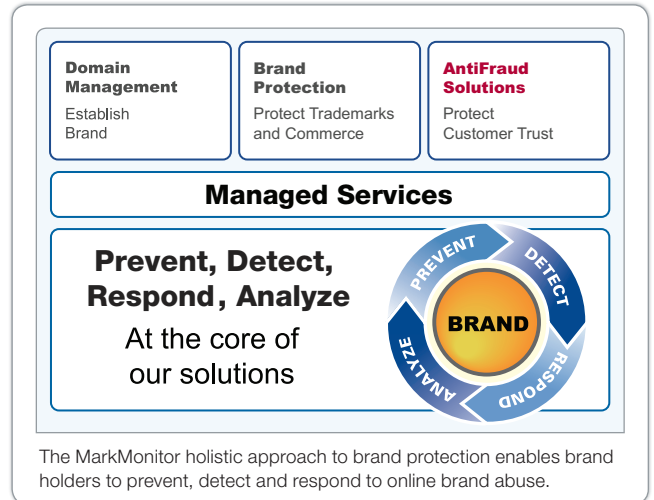 Domain
Management
Establish
Brand
Brand
Protection
Protect Trademarks
and Commerce
AntiFraud
Solutions
Protect
Customer Trust
Managed Services
Prevent, Detect,
Respond, Analyze
At the core of
our solutions
PREVENT
DETECT
RESPOND
ANALYZE
BRAND
The MarkMonitor holistic approach to brand protection enables brand
holders to prevent, detect and respond to online brand abuse.